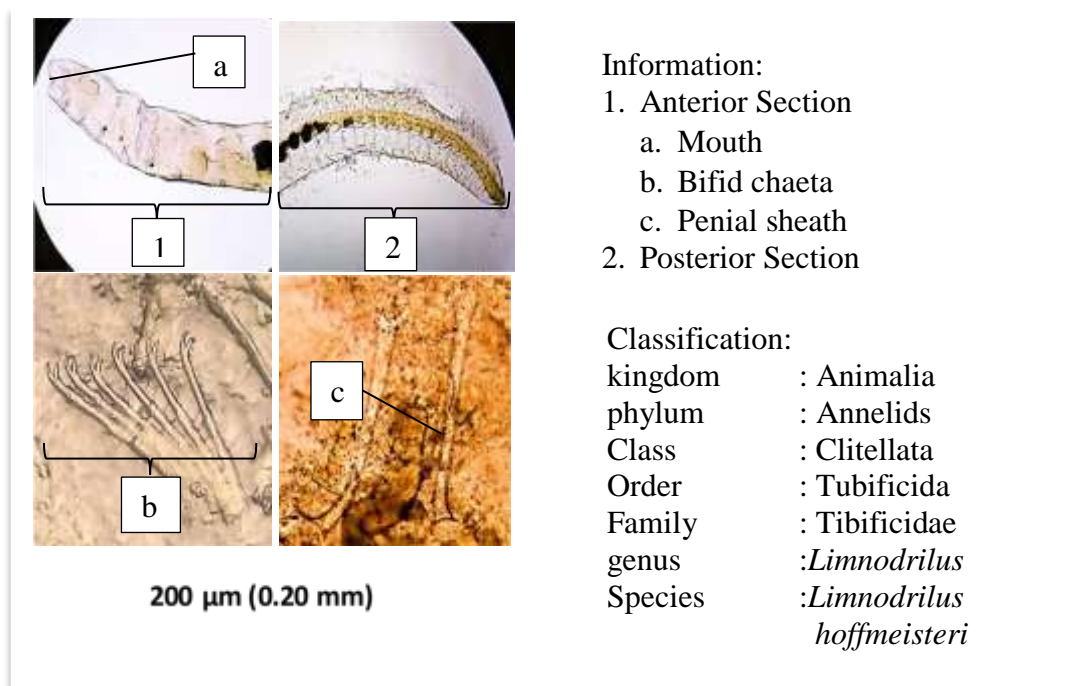 a
1
2
b
c
200 µm (0.20 mm)
Information:
1. Anterior Section
a. Mouth
b. Bifid chaeta
c. Penial sheath
2. Posterior Section
Classification:
kingdom : Animalia
phylum : Annelids
Class : Clitellata
Order : Tubificida
Family : Tibificidae
genus :Limnodrilus
Species :Limnodrilus
hoffmeisteri